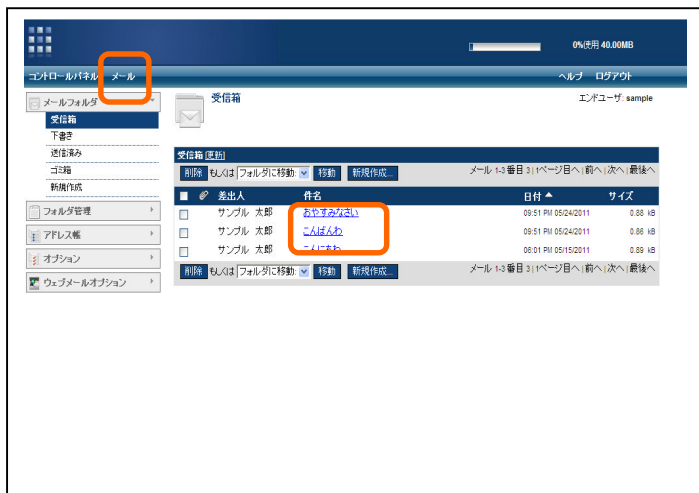 0%使用 40.00MB
コントロールパネル メール ヘルプ ログアウト
メールフォルダ
受信箱
下書き
送信済み
ゴミ箱
新規作成
フォルダ管理
アドレス帳
オプション
ウェブメールオプション
受信箱 エンドユーザ: sample
受信箱 [更新]
削除 もしくは フォルダに移動: 移動 新規作成... メール 1-3 番目 3 | 1ページ目へ | 前へ | 次へ | 最後へ
差出人 件名 日付 サイズ
サンプル 太郎 おやすみなさい 09:51 PM 05/24/2011 0.88 kB
サンプル 太郎 こんばんわ 09:51 PM 05/24/2011 0.86 kB
サンプル 太郎 こんにちわ 06:01 PM 05/15/2011 0.89 kB
削除 もしくは フォルダに移動: 移動 新規作成... メール 1-3 番目 3 | 1ページ目へ | 前へ | 次へ | 最後へ